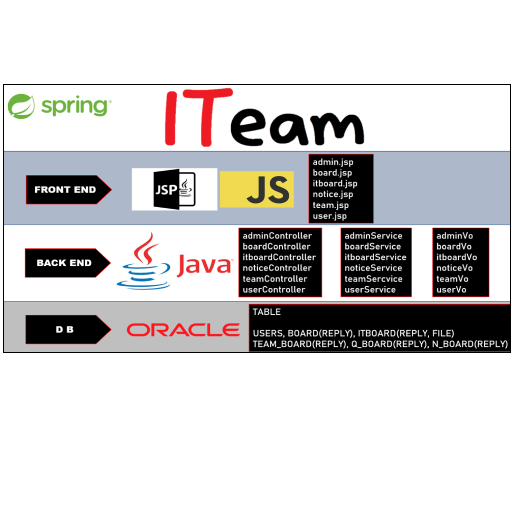 spring
ITeam
FRONT END
JSP
JS
admin.jsp
board.jsp
itboard.jsp
notice.jsp
team.jsp
user.jsp
BACK END
Java
adminController
boardController
itboardController
noticeController
teamController
userController
adminService
boardService
itboardService
noticeService
teamSercvice
userService
adminVo
boardVo
itboardVo
noticeVo
teamVo
userVo
D B
ORACLE
TABLE
USERS, BOARD(REPLY), ITBOARD(REPLY, FILE)
TEAM_BOARD(REPLY), Q_BOARD(REPLY), N_BOARD(REPLY)